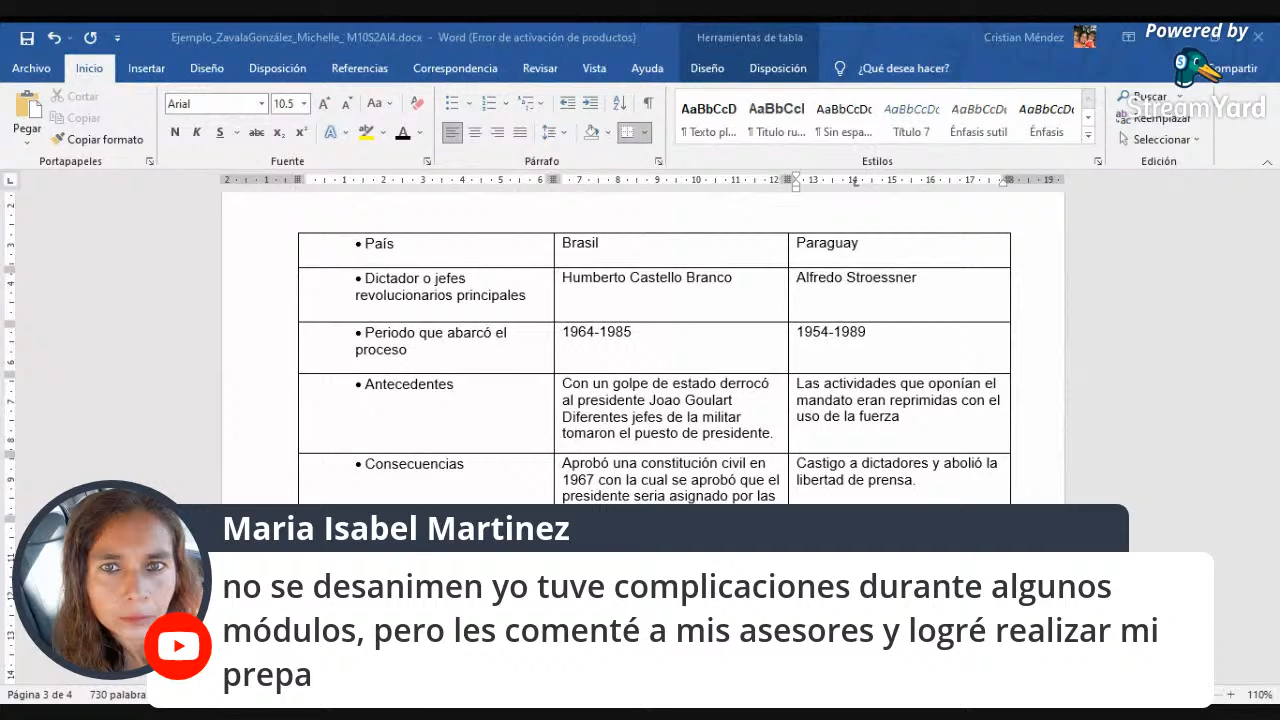 Ejemplo_ZavalaGonzález_Michelle_ M10S2AI4.docx - Word (Error de activación de productos)
Herramientas de tabla
Cristian Méndez
Powered by
StreamYard
Archivo Inicio Insertar Diseño Disposición Referencias Correspondencia Revisar Vista Ayuda Diseño Disposición ¿Qué desea hacer? Compartir
Pegar
Cortar
Copiar
Copiar formato
Portapapeles
Arial 10.5
Fuente
Párrafo
AaBbCcD AaBbCcI AaBbCcDc AaBbCcDc AaBbCcDc AaBbCcDc
¶ Texto pl... ¶ Titulo ru... ¶ Sin espa... ¶ Título 7 ¶ Énfasis sutil ¶ Énfasis
Estilos
Buscar
Reemplazar
Seleccionar
Edición
• País
Brasil
Paraguay
• Dictador o jefes
revolucionarios principales
Humberto Castello Branco
Alfredo Stroessner
• Periodo que abarcó el
proceso
1964-1985
1954-1989
• Antecedentes
Con un golpe de estado derrocó
al presidente Joao Goulart
Diferentes jefes de la militar
tomaron el puesto de presidente.
Las actividades que oponían el
mandato eran reprimidas con el
uso de la fuerza
• Consecuencias
Aprobó una constitución civil en
1967 con la cual se aprobó que el
presidente seria asignado por las
Castigo a dictadores y abolió la
libertad de prensa.
Maria Isabel Martinez
no se desanimen yo tuve complicaciones durante algunos
módulos, pero les comenté a mis asesores y logré realizar mi
prepa
Página 3 de 4 730 palabra
110%